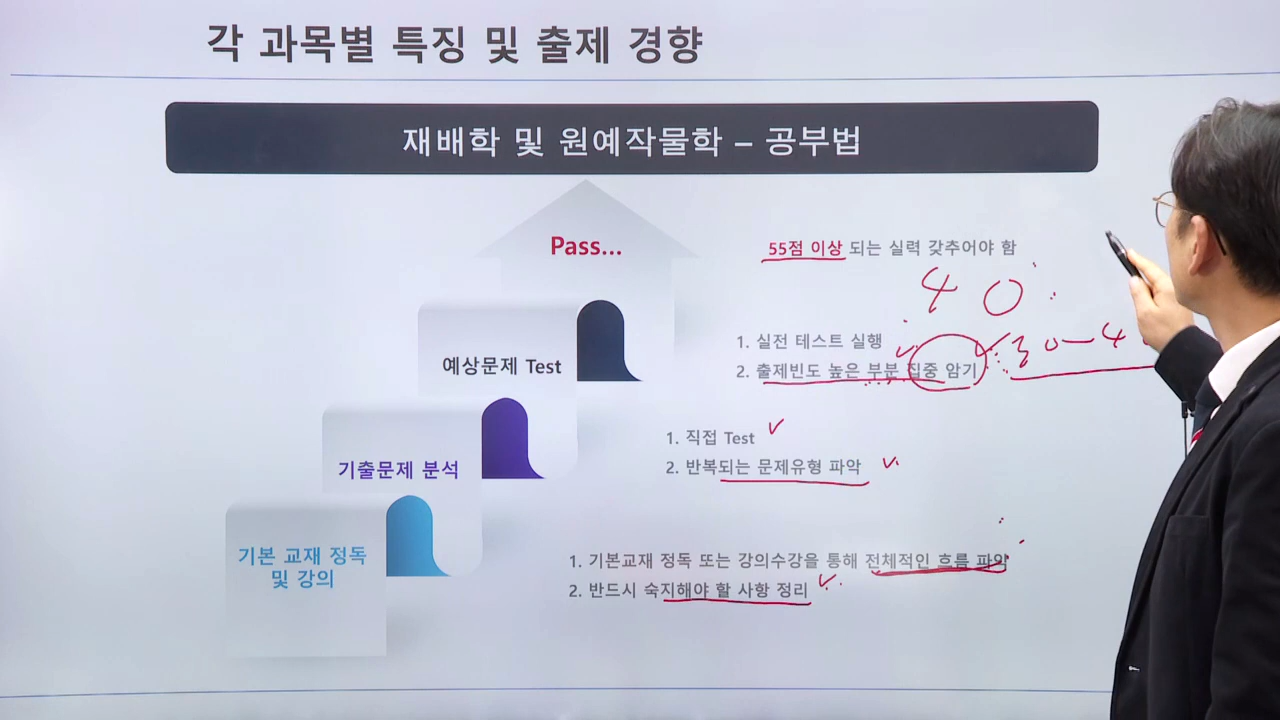 각 과목별 특징 및 출제 경향
재배학 및 원예작물학 – 공부법
Pass...
55점 이상 되는 실력 갖추어야 함
40
예상문제 Test
1. 실전 테스트 실행
2. 출제빈도 높은 부분 집중 암기
30-4
기출문제 분석
1. 직접 Test
2. 반복되는 문제유형 파악
기본 교재 정독
및 강의
1. 기본교재 정독 또는 강의수강을 통해 전체적인 흐름 파악
2. 반드시 숙지해야 할 사항 정리